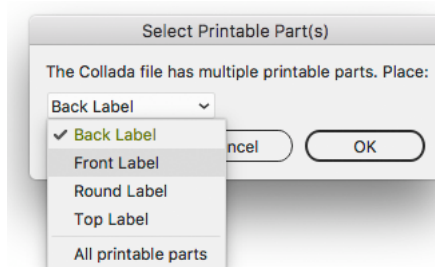 Select Printable Part(s)
The Collada file has multiple printable parts. Place:
Back Label
✓ Back Label
Front Label
Round Label
Top Label
All printable parts
OK